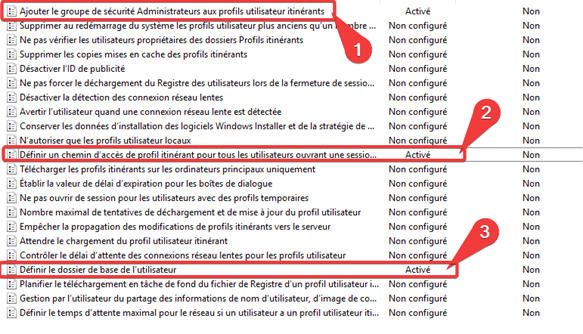 Ajouter le groupe de sécurité Administrateurs aux profils utilisateur itinérants Activé Non
1
Supprimer au redémarrage du système les profils utilisateur plus anciens qu'un nombre ... Non configuré Non
Ne pas vérifier les utilisateurs propriétaires des dossiers Profils itinérants Non configuré Non
Supprimer les copies mises en cache des profils itinérants Non configuré Non
Désactiver l'ID de publicité Non configuré Non
Ne pas forcer le déchargement du Registre des utilisateurs lors de la fermeture de sessio... Non configuré Non
Désactiver la détection des connexion réseau lentes Non configuré Non
Avertir l'utilisateur quand une connexion réseau lente est détectée Non configuré Non
2
Conserver les données d'installation des logiciels Windows Installer et de la stratégie de ... Non configuré Non
N'autoriser que les profils utilisateur locaux Non configuré Non
Définir un chemin d'accès de profil itinérant pour tous les utilisateurs ouvrant une sessio... Activé Non
Télécharger les profils itinérants sur les ordinateurs principaux uniquement Non configuré Non
Établir la valeur de délai d'expiration pour les boîtes de dialogue Non configuré Non
Ne pas ouvrir de session pour les utilisateurs avec des profils temporaires Non configuré Non
Nombre maximal de tentatives de déchargement et de mise à jour du profil utilisateur Non configuré Non
Empêcher la propagation des modifications de profils itinérants vers le serveur Non configuré Non
Attendre le chargement du profil utilisateur itinérant Non configuré Non
3
Contrôler le délai d'attente des connexions réseau lentes pour les profils utilisateur Non configuré Non
Définir le dossier de base de l'utilisateur Activé Non
Planifier le téléchargement en tâche de fond du fichier de Registre d'un profil utilisateur i... Non configuré Non
Gestion par l'utilisateur du partage des informations de nom d'utilisateur, d'image de co... Non configuré Non
Définir le temps d'attente maximal pour le réseau si un utilisateur a un profil utilisateur iti... Non configuré Non